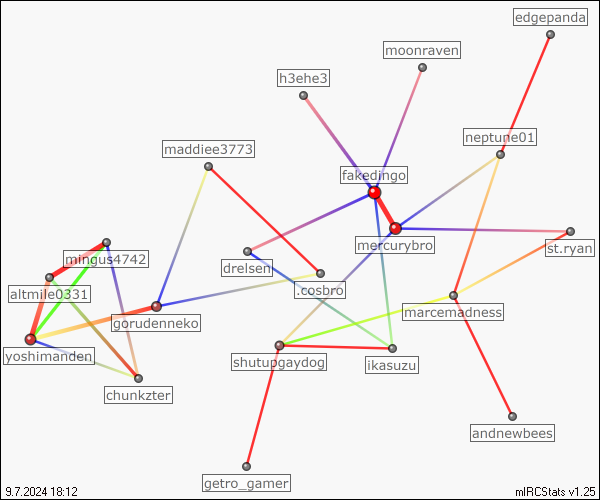 edgepanda
moonraven
h3ehe3
neptune01
maddiee3773
fakedingo
mercurybro
st.ryan
mingus4742
drelsen
.cosbro
altmile0331
marcemadness
gorudenneko
yoshimanden
shutupgaydog
ikasuzu
chunkzter
andnewbees
getro_gamer
9.7.2024 18:12
mIRCStats v1.25